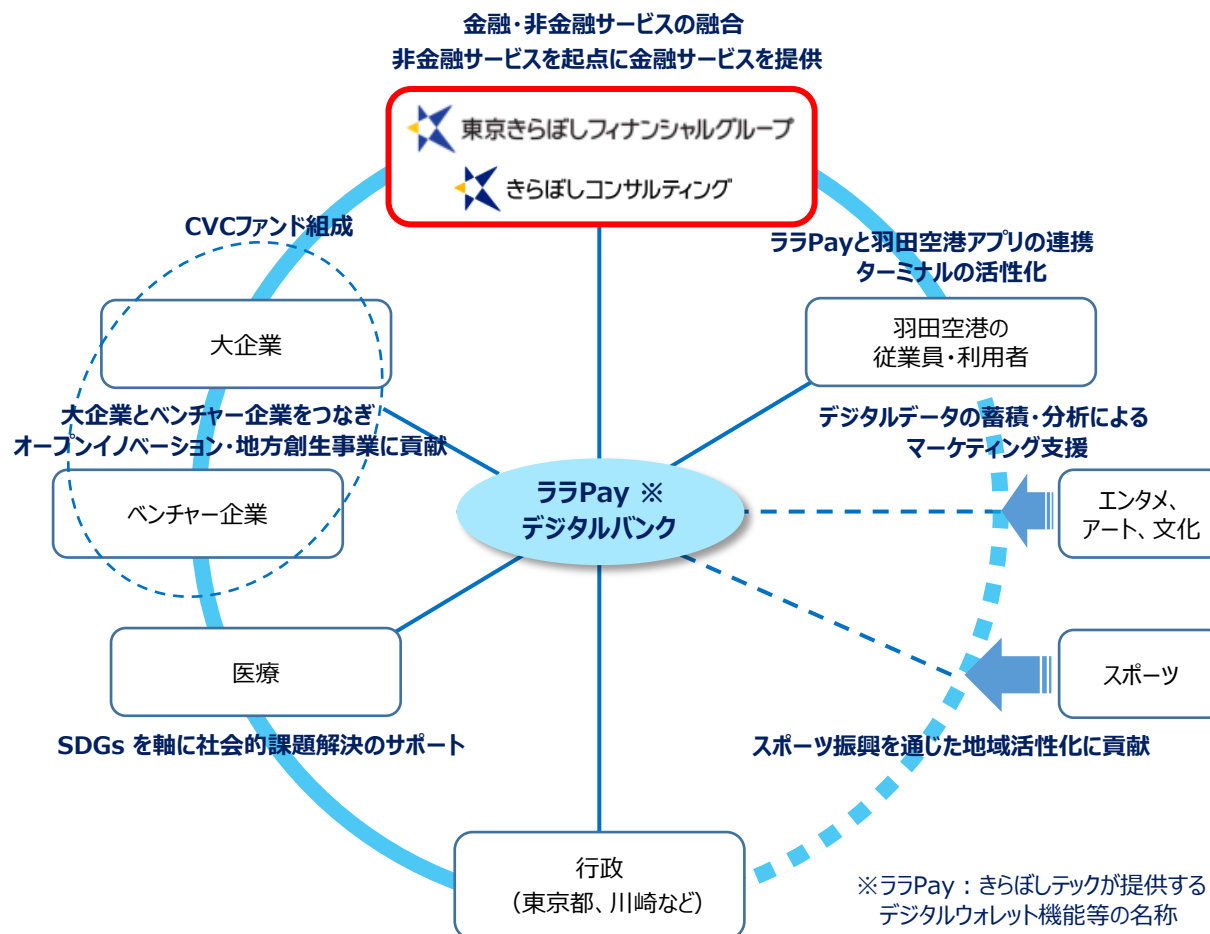 金融・非金融サービスの融合
非金融サービスを起点に金融サービスを提供
東京きらぼしフィナンシャルグループ
きらぼしコンサルティング
CVCファンド組成
ララPayと羽田空港アプリの連携
ターミナルの活性化
大企業
羽田空港の
従業員・利用者
大企業とベンチャー企業をつなぎ
オープンイノベーション・地方創生事業に貢献
デジタルデータの蓄積・分析による
マーケティング支援
ベンチャー企業
ララPay ※
デジタルバンク
エンタメ、
アート、文化
医療
スポーツ
SDGs を軸に社会的課題解決のサポート
スポーツ振興を通じた地域活性化に貢献
行政
（東京都、川崎など）
※ララPay：きらぼしテックが提供する
デジタルウォレット機能等の名称